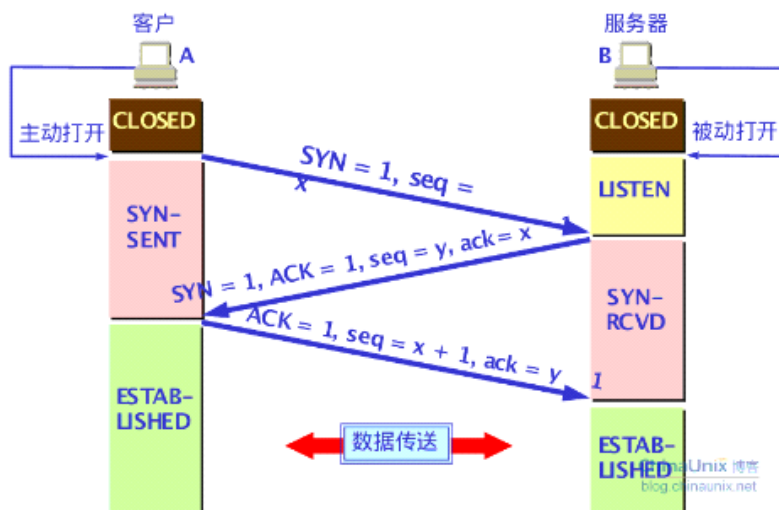 客户
服务器
A
B
CLOSED
CLOSED
主动打开
被动打开
SYN = 1, seq =
x
LISTEN
SYN-
SENT
SYN = 1, ACK = 1, seq = y, ack= x
1
SYN-
RCVD
ACK = 1, seq = x + 1, ack = y
1
ESTAB-
LISHED
数据传送
ESTAB-
LISHED
ChinaUnix 博客
blog.chinaunix.net